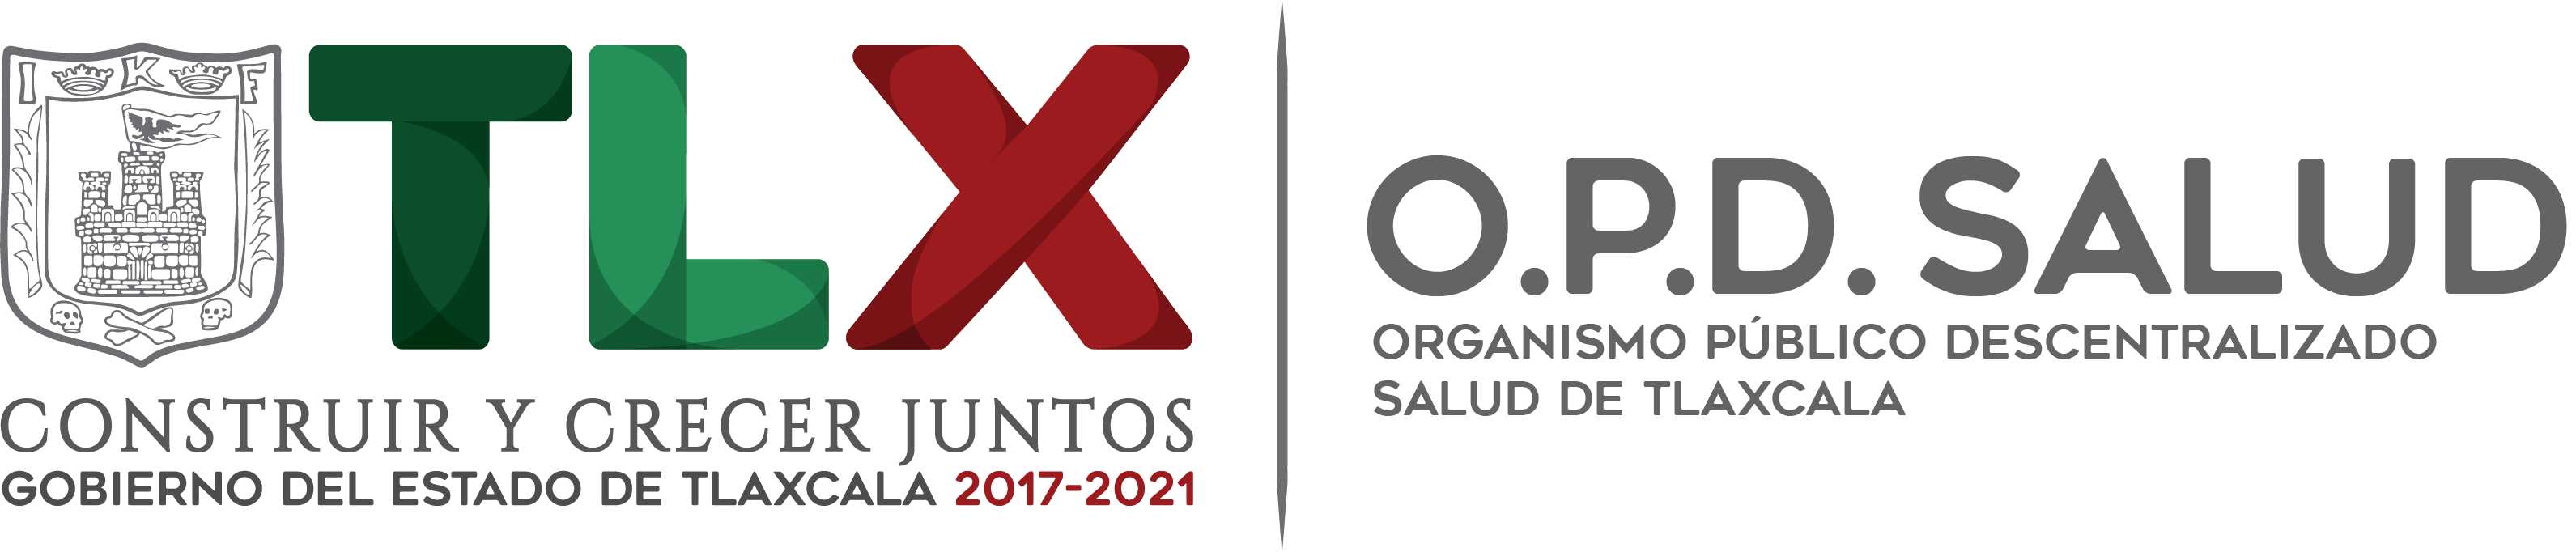 I K F
TLX
CONSTRUIR Y CRECER JUNTOS
GOBIERNO DEL ESTADO DE TLAXCALA 2017-2021
O.P.D. SALUD
ORGANISMO PÚBLICO DESCENTRALIZADO
SALUD DE TLAXCALA